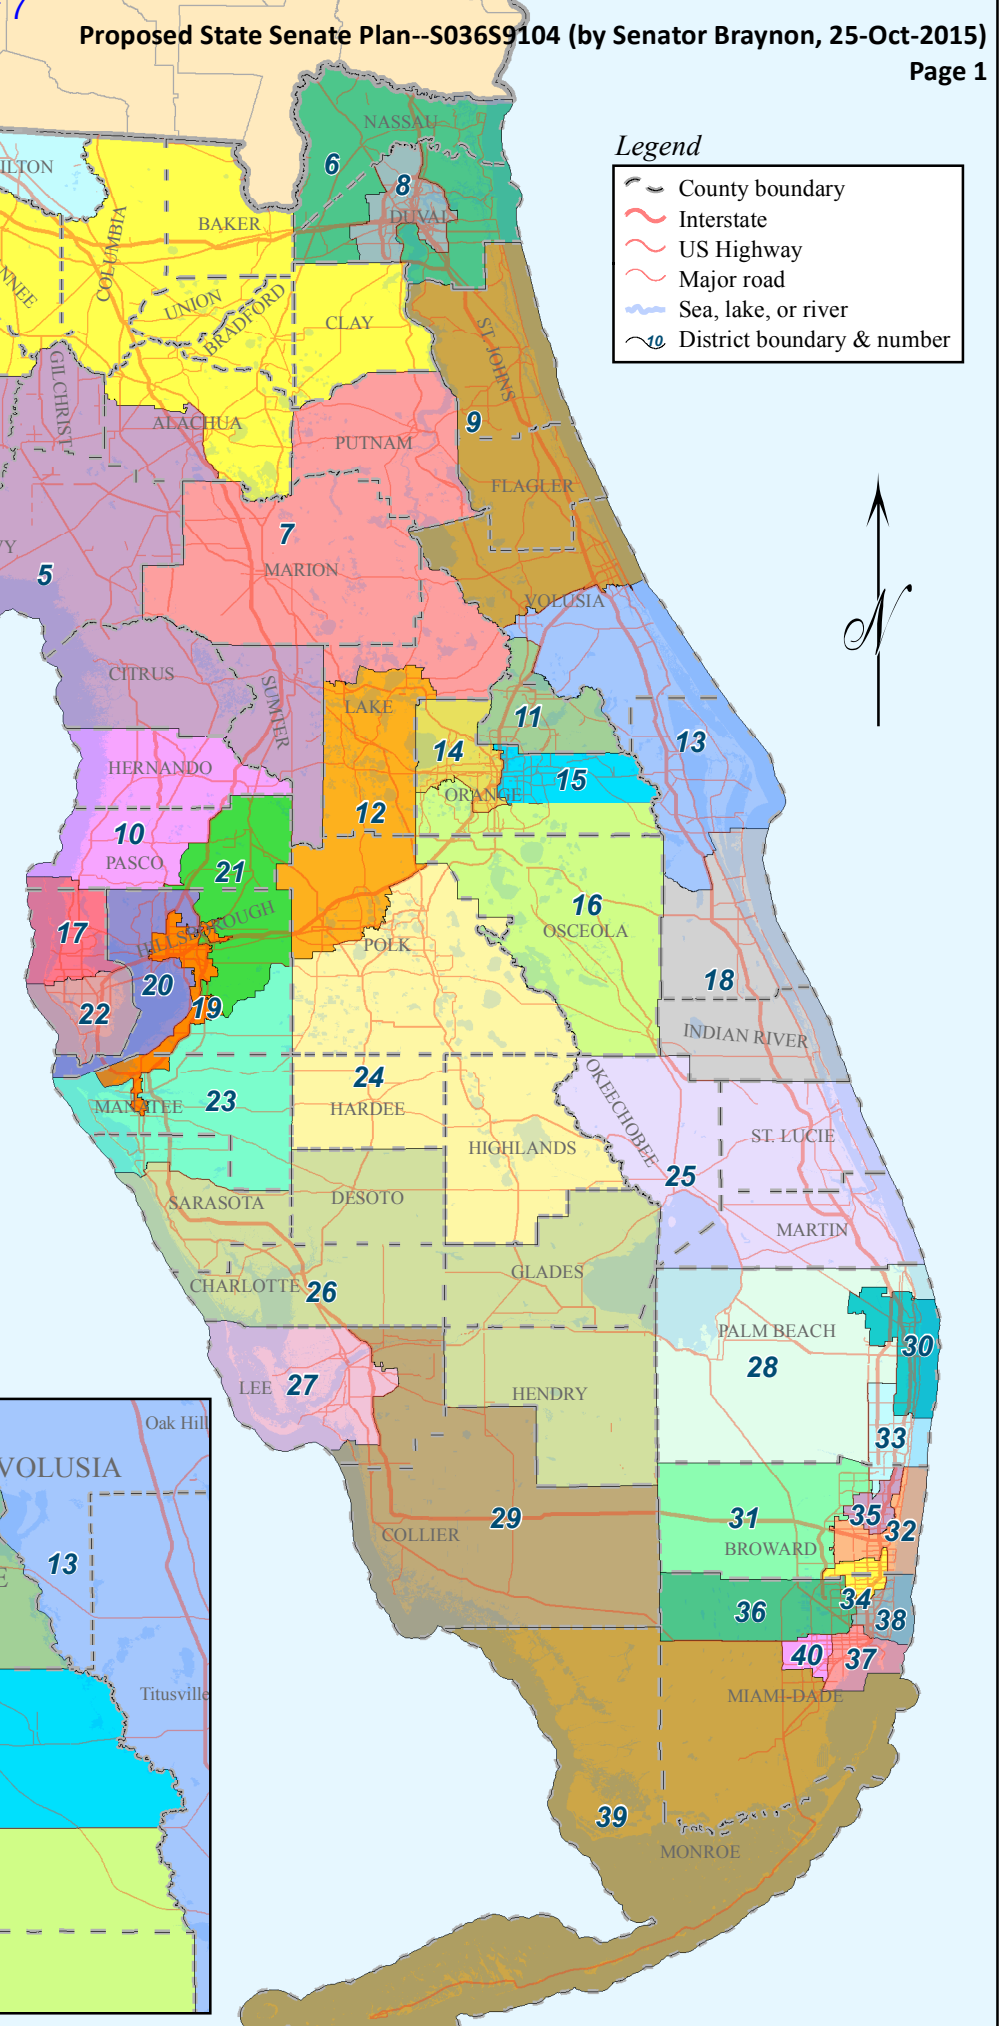 7
Proposed State Senate Plan--S036S9104 (by Senator Braynon, 25-Oct-2015)
Page 1
Legend
County boundary
Interstate
US Highway
Major road
Sea, lake, or river
10 District boundary & number
NASSAU
6
8
DUVAL
ILTON
BAKER
COLUMBIA
NNEE
UNION
BRADFORD
CLAY
ST. JOHNS
GILCHRIST
ALACHUA
9
PUTNAM
FLAGLER
7
VY
5
MARION
N
VOLUSIA
CITRUS
SUMTER
LAKE
11
13
14
HERNANDO
15
ORANGE
12
10
PASCO
21
16
OSCEOLA
HILLSBOROUGH
17
POLK
20
18
19
22
INDIAN RIVER
24
OKEECHOBEE
23
MANATEE
HARDEE
HIGHLANDS
ST. LUCIE
25
SARASOTA
DESOTO
MARTIN
GLADES
CHARLOTTE
26
PALM BEACH
30
28
LEE
27
HENDRY
33
Oak Hill
VOLUSIA
29
31
35
32
COLLIER
BROWARD
13
E
34
36
38
40
37
Titusville
MIAMI-DADE
39
MONROE